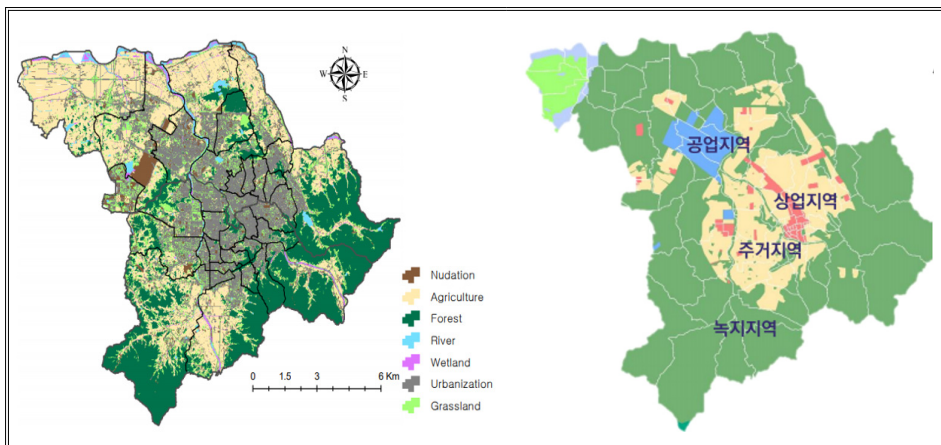 N
W E
S
Nudation
Agriculture
Forest
River
Wetland
Urbanization
Grassland
0 1.5 3 6 Km
공업지역
상업지역
주거지역
녹지지역